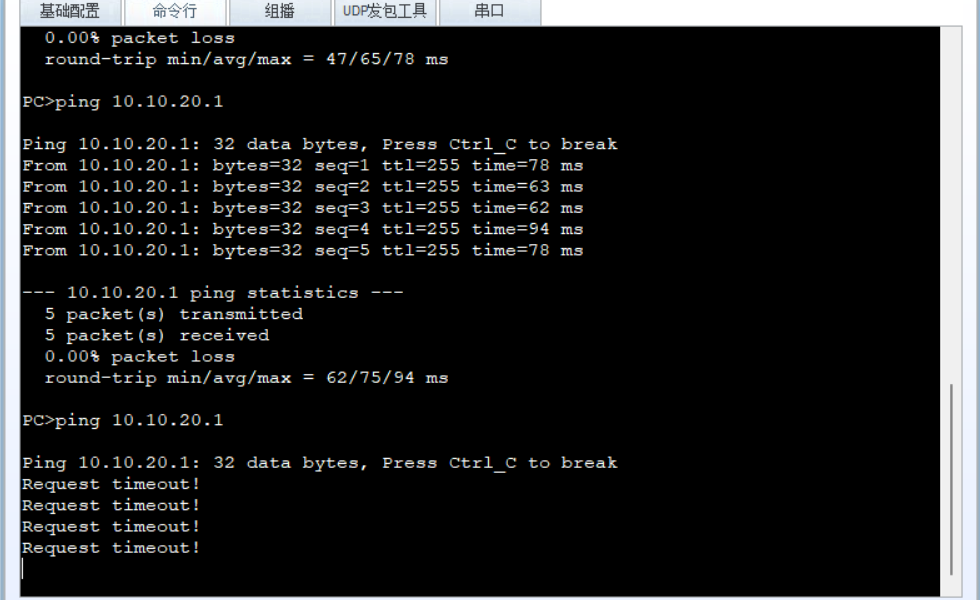 基础配置 命令行 组播 UDP发包工具 串口
0.00% packet loss
round-trip min/avg/max = 47/65/78 ms
PC>ping 10.10.20.1
Ping 10.10.20.1: 32 data bytes, Press Ctrl_C to break
From 10.10.20.1: bytes=32 seq=1 ttl=255 time=78 ms
From 10.10.20.1: bytes=32 seq=2 ttl=255 time=63 ms
From 10.10.20.1: bytes=32 seq=3 ttl=255 time=62 ms
From 10.10.20.1: bytes=32 seq=4 ttl=255 time=94 ms
From 10.10.20.1: bytes=32 seq=5 ttl=255 time=78 ms
--- 10.10.20.1 ping statistics ---
5 packet(s) transmitted
5 packet(s) received
0.00% packet loss
round-trip min/avg/max = 62/75/94 ms
PC>ping 10.10.20.1
Ping 10.10.20.1: 32 data bytes, Press Ctrl_C to break
Request timeout!
Request timeout!
Request timeout!
Request timeout!